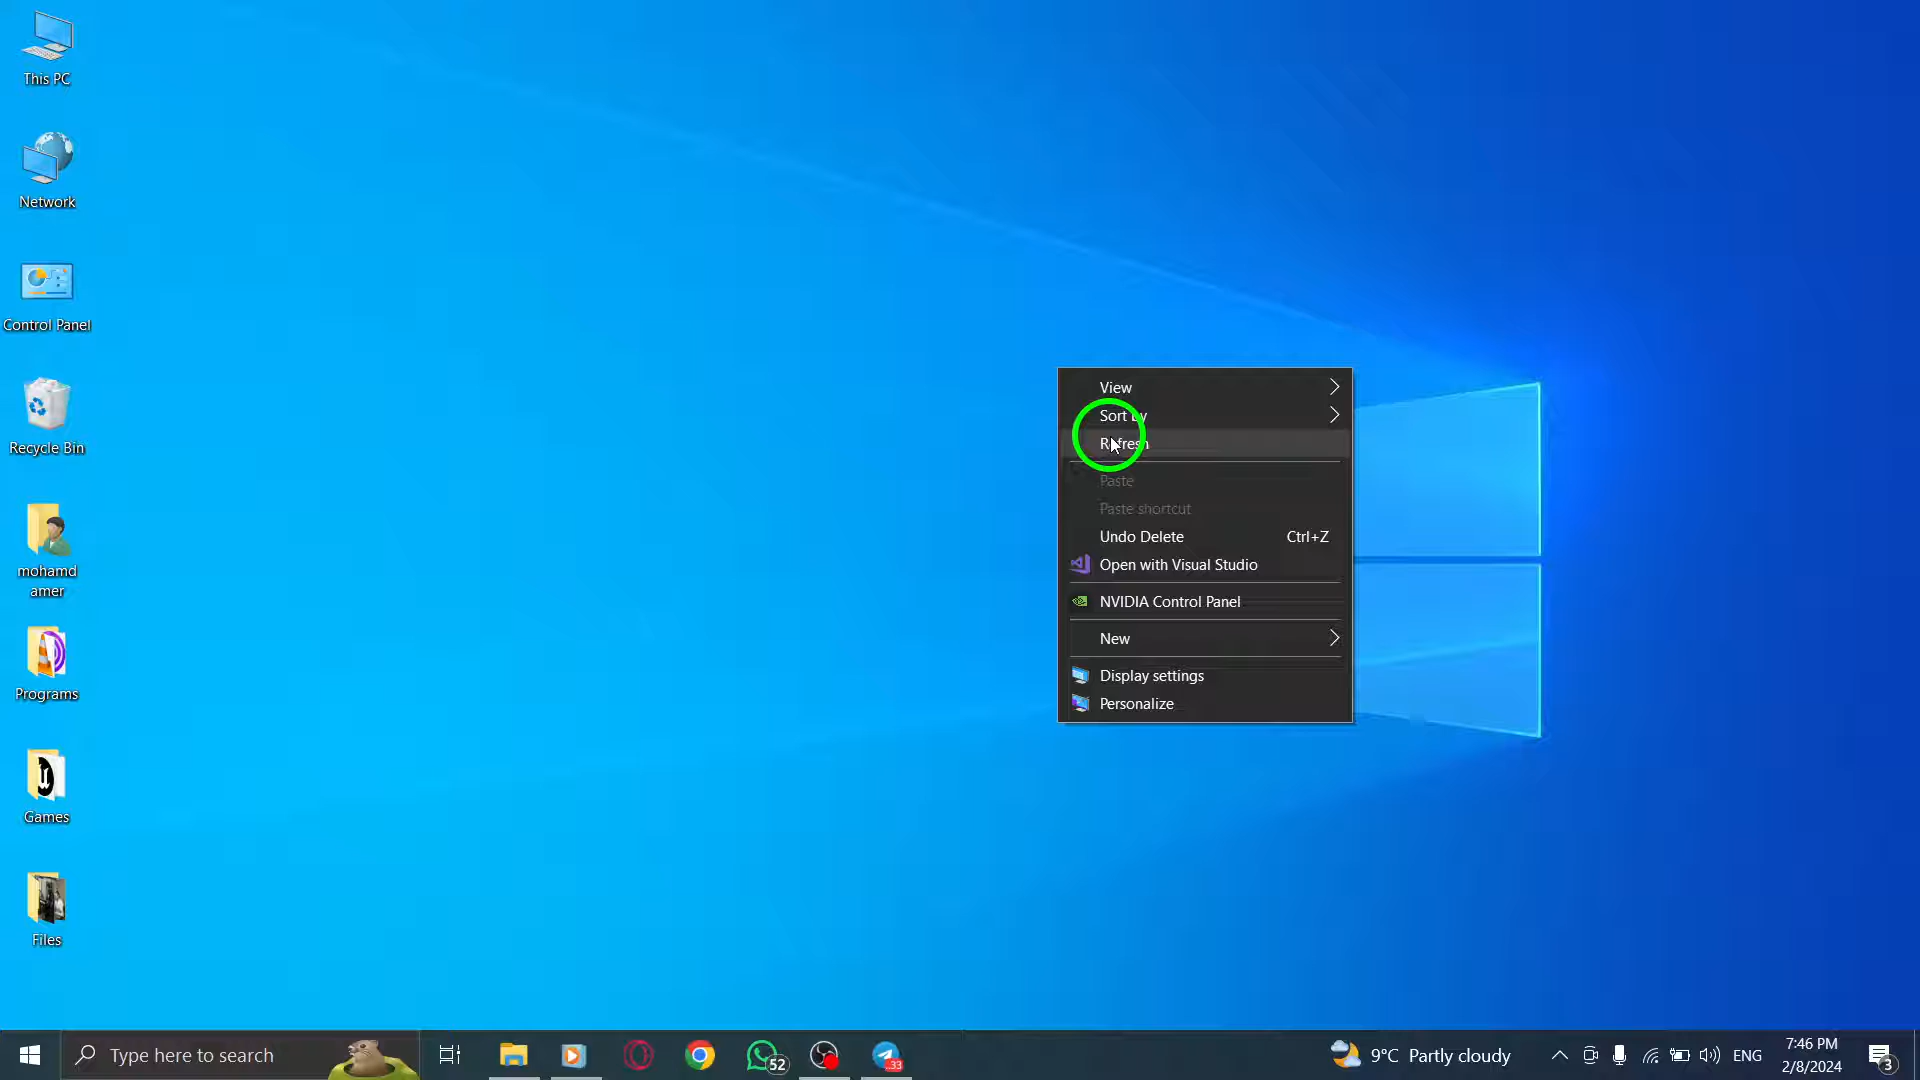 This PC
Network
Control Panel
Recycle Bin
mohamd
amer
Programs
Games
Files
View
Sort by
Refresh
Paste
Paste shortcut
Undo Delete Ctrl+Z
Open with Visual Studio
NVIDIA Control Panel
New
Display settings
Personalize
Type here to search
52
33
9°C Partly cloudy
ENG
7:46 PM
2/8/2024
3